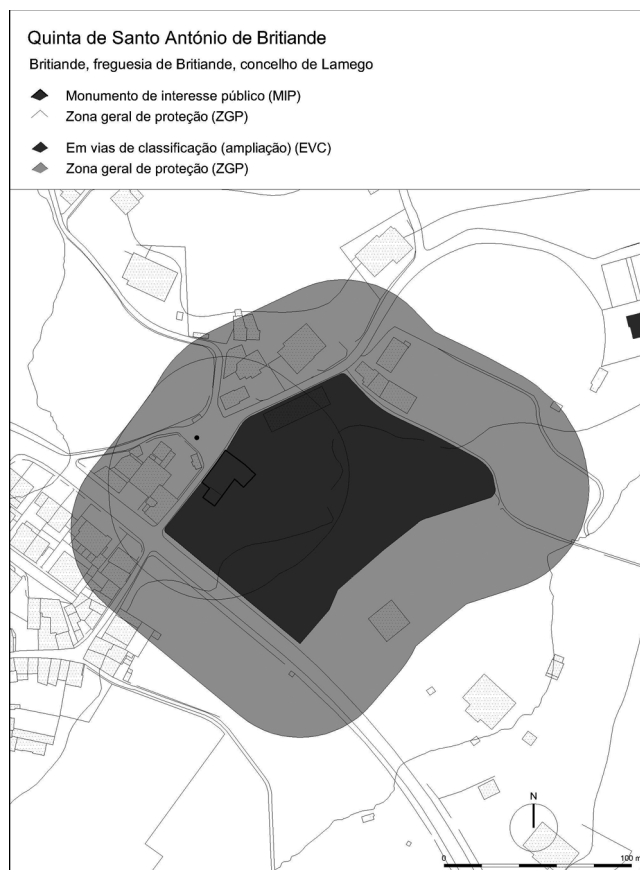 Quinta de Santo António de Britiande
Britiande, freguesia de Britiande, concelho de Lamego
Monumento de interesse público (MIP)
Zona geral de proteção (ZGP)
Em vias de classificação (ampliação) (EVC)
Zona geral de proteção (ZGP)
N
0 100 m